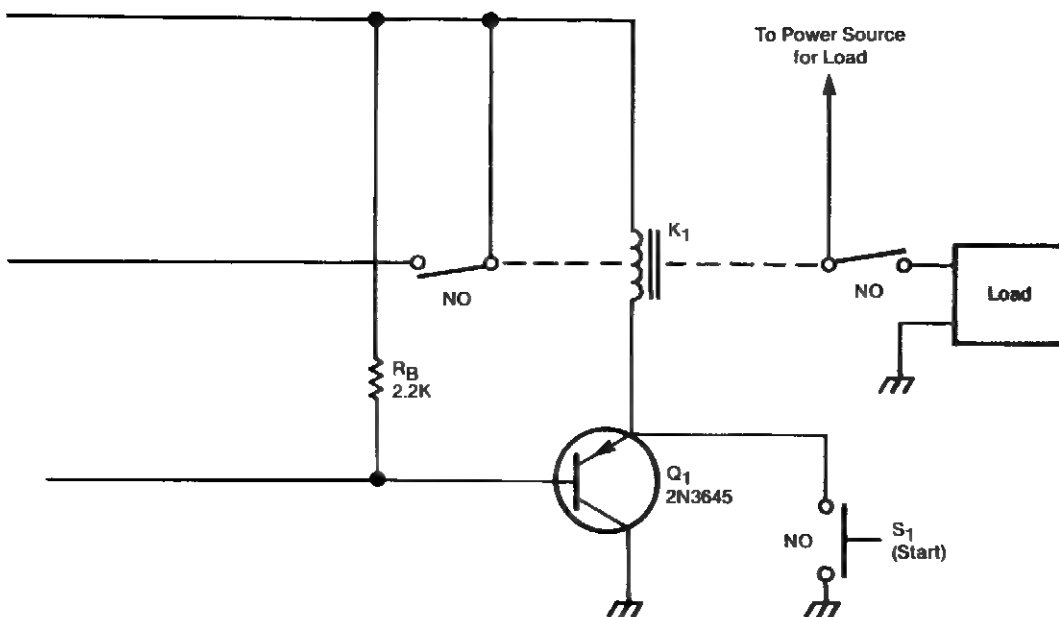 To Power Source
for Load
K1
NO
NO
Load
RB
2.2K
Q1
2N3645
NO
S1
(Start)